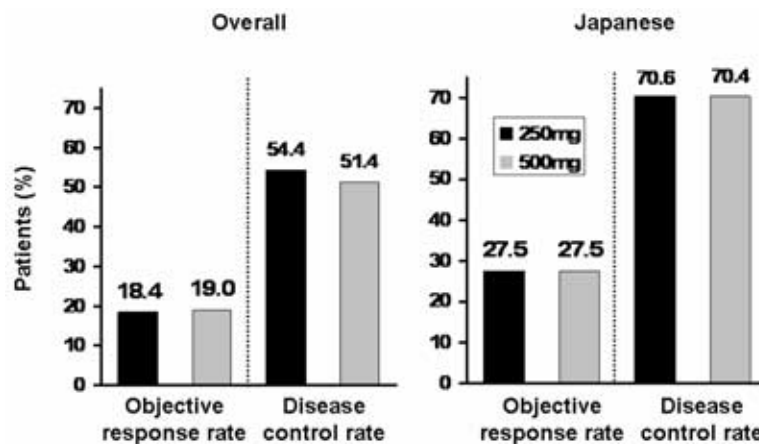 Overall
Patients (%)
70
60
50
40
30
20
10
0
18.4
19.0
54.4
51.4
Objective
response rate
Disease
control rate
Japanese
250mg
500mg
70
60
50
40
30
20
10
0
27.5
27.5
70.6
70.4
Objective
response rate
Disease
control rate